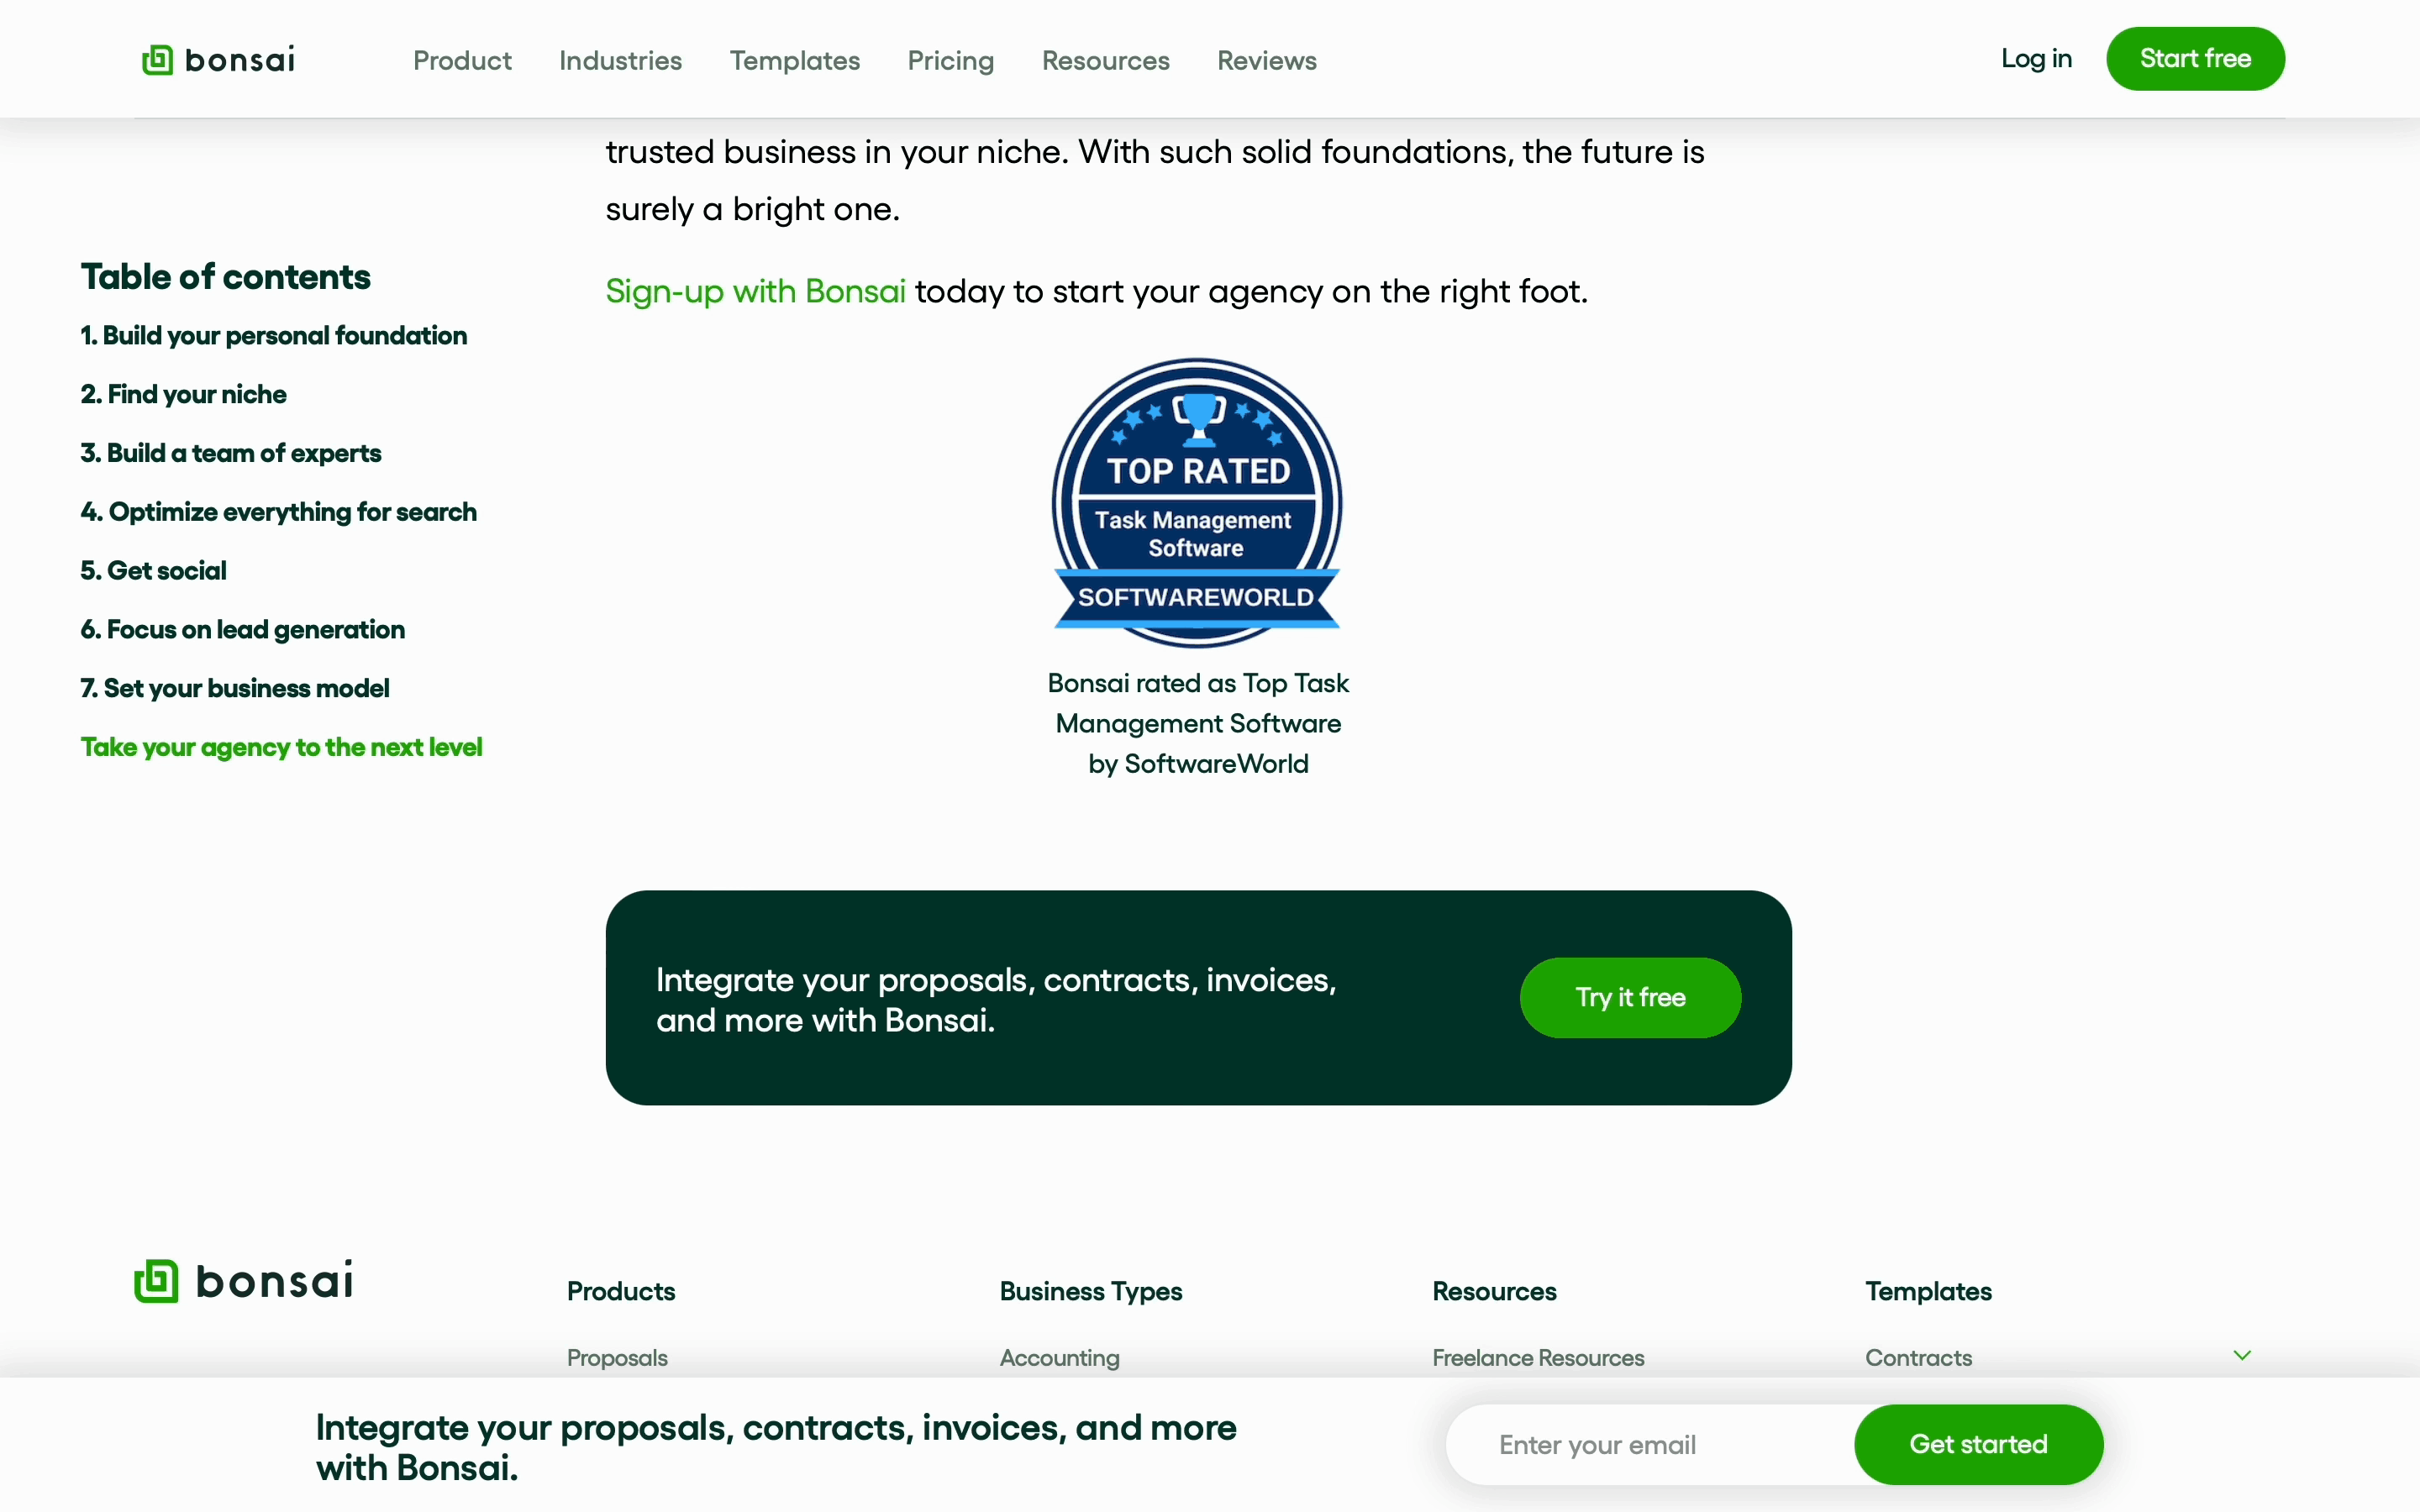 bonsai
Product Industries Templates Pricing Resources Reviews
Log in
Start free
trusted business in your niche. With such solid foundations, the future is
surely a bright one.
Sign-up with Bonsai today to start your agency on the right foot.
Table of contents
1. Build your personal foundation
2. Find your niche
3. Build a team of experts
4. Optimize everything for search
5. Get social
6. Focus on lead generation
7. Set your business model
Take your agency to the next level
TOP RATED
Task Management
Software
SOFTWAREWORLD
Bonsai rated as Top Task
Management Software
by SoftwareWorld
Integrate your proposals, contracts, invoices,
and more with Bonsai.
Try it free
bonsai
Products
Proposals
Business Types
Accounting
Resources
Freelance Resources
Templates
Contracts
Integrate your proposals, contracts, invoices, and more
with Bonsai.
Enter your email
Get started